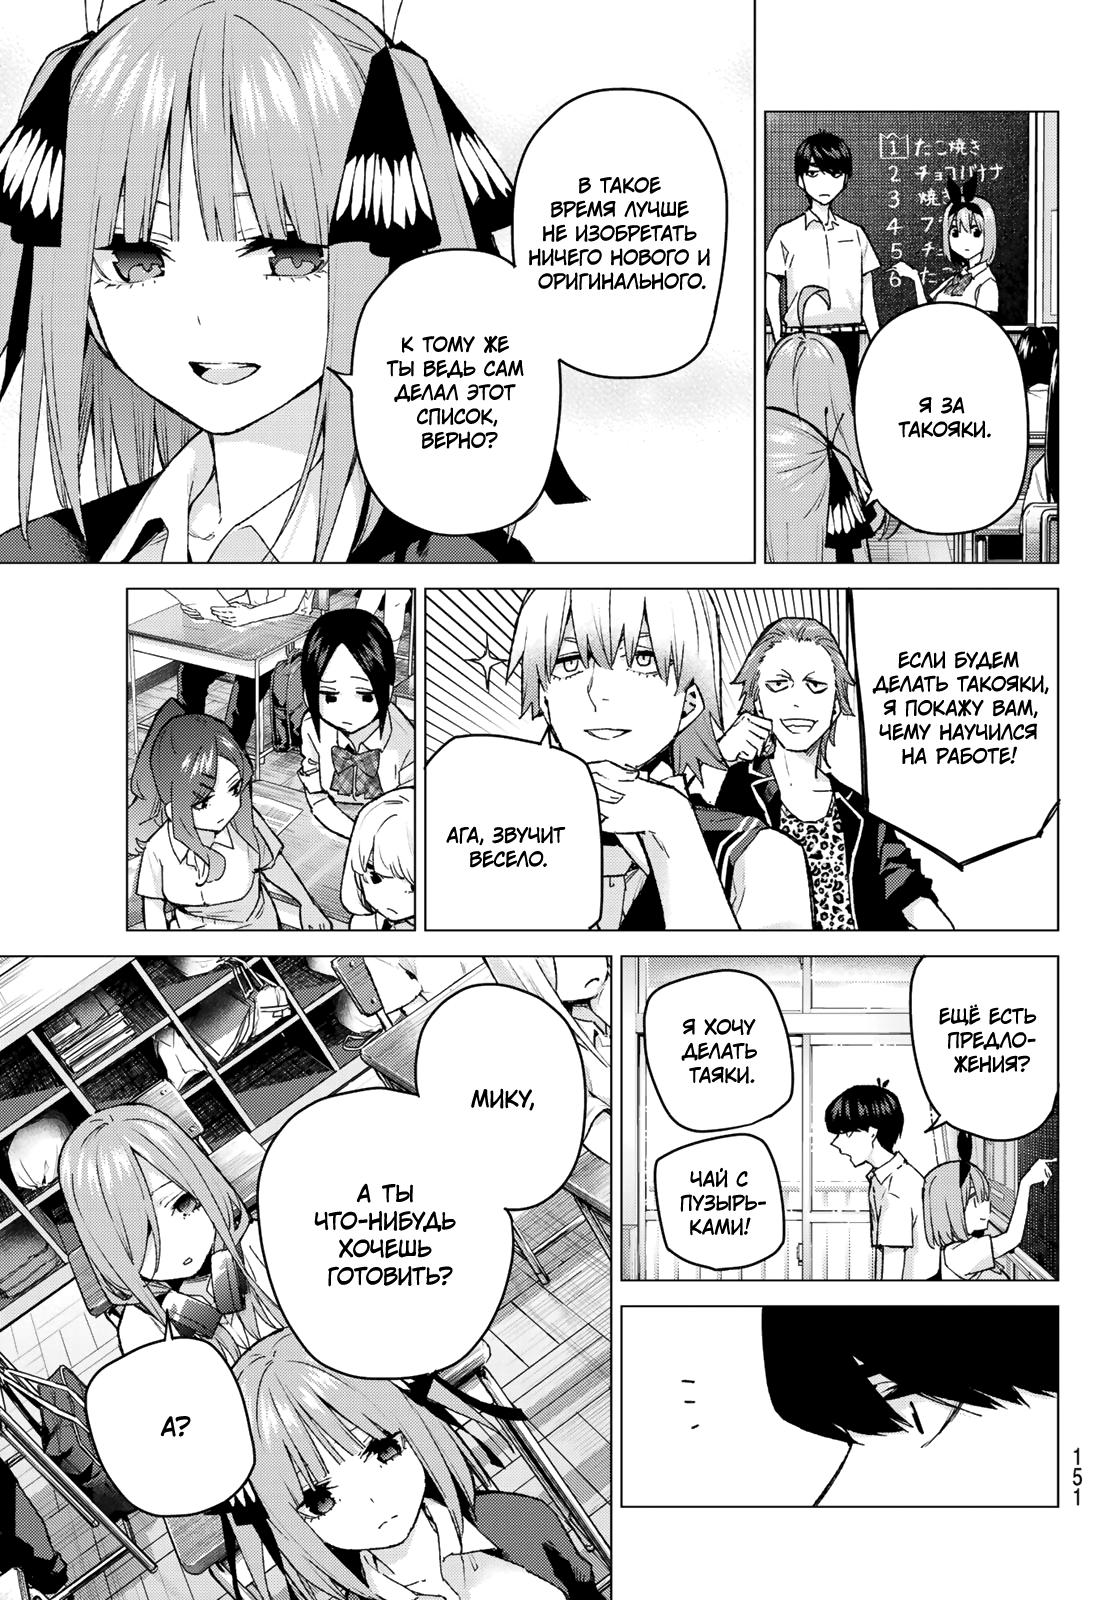 1 たこ焼き
2 チョコバナナ
3 焼き
4 フ
5 チ
6 たこ
Я ЗА
ТАКОЯКИ.
В ТАКОЕ
ВРЕМЯ ЛУЧШЕ
НЕ ИЗОБРЕТАТЬ
НИЧЕГО НОВОГО И
ОРИГИНАЛЬНОГО.
К ТОМУ ЖЕ
ТЫ ВЕДЬ САМ
ДЕЛАЛ ЭТОТ
СПИСОК,
ВЕРНО?
ЕСЛИ БУДЕМ
ДЕЛАТЬ ТАКОЯКИ,
Я ПОКАЖУ ВАМ,
ЧЕМУ НАУЧИЛСЯ
НА РАБОТЕ!
АГА, ЗВУЧИТ
ВЕСЕЛО.
ЕЩЁ ЕСТЬ
ПРЕДЛО-
ЖЕНИЯ?
Я ХОЧУ
ДЕЛАТЬ
ТАЯКИ.
ЧАЙ С
ПУЗЫРЬ-
КАМИ!
МИКУ,
А ТЫ
ЧТО-НИБУДЬ
ХОЧЕШЬ
ГОТОВИТЬ?
А?
151